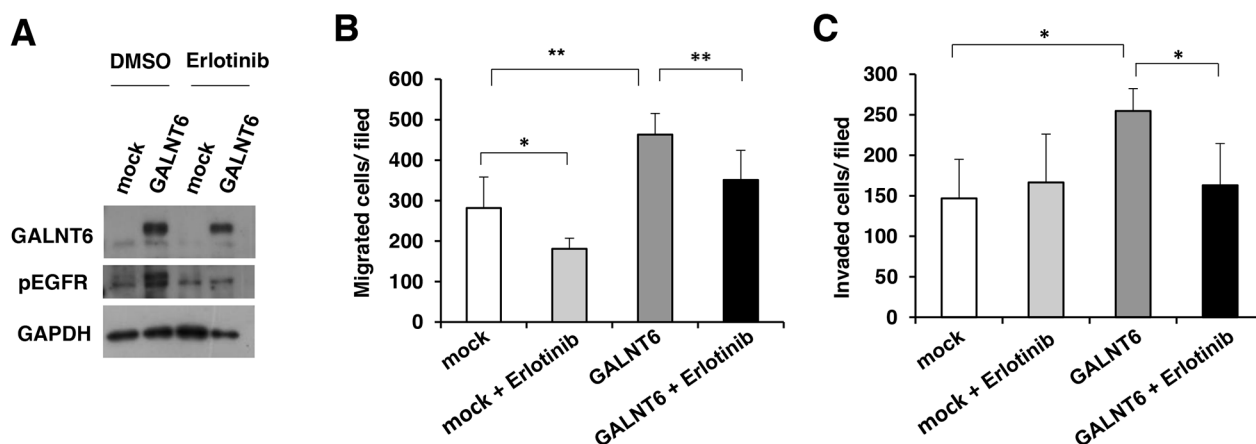 A
DMSO Erlotinib
mock GALNT6 mock GALNT6
GALNT6
pEGFR
GAPDH
B
** **
*
Migrated cells/ filed
600
500
400
300
200
100
0
mock mock + Erlotinib GALNT6 GALNT6 + Erlotinib
C
* *
Invaded cells/ filed
300
250
200
150
100
50
0
mock mock + Erlotinib GALNT6 GALNT6 + Erlotinib